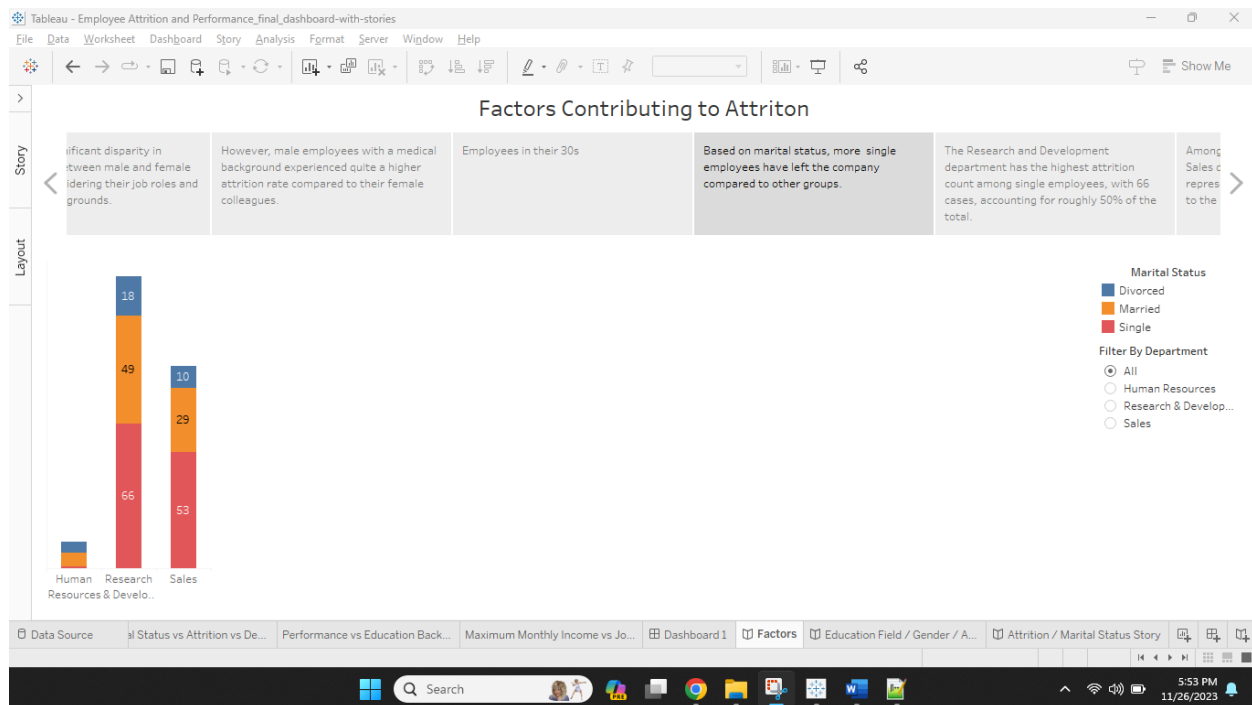 Tableau - Employee Attrition and Performance_final_dashboard-with-stories
File Data Worksheet Dashboard Story Analysis Format Server Window Help
Show Me
Story
Layout
Factors Contributing to Attriton
ificant disparity in
etween male and female
idering their job roles and
grounds.
However, male employees with a medical
background experienced quite a higher
attrition rate compared to their female
colleagues.
Employees in their 30s
Based on marital status, more single
employees have left the company
compared to other groups.
The Research and Development
department has the highest attrition
count among single employees, with 66
cases, accounting for roughly 50% of the
total.
Among
Sales
repres
to the
Marital Status
Divorced
Married
Single
Filter By Department
All
Human Resources
Research & Develop...
Sales
18
49
66
10
29
53
Human Research Sales
Resources & Develo..
Data Source al Status vs Attrition vs De... Performance vs Education Back... Maximum Monthly Income vs Jo... Dashboard 1 Factors Education Field / Gender / A... Attrition / Marital Status Story
Search
PRE
5:53 PM
11/26/2023